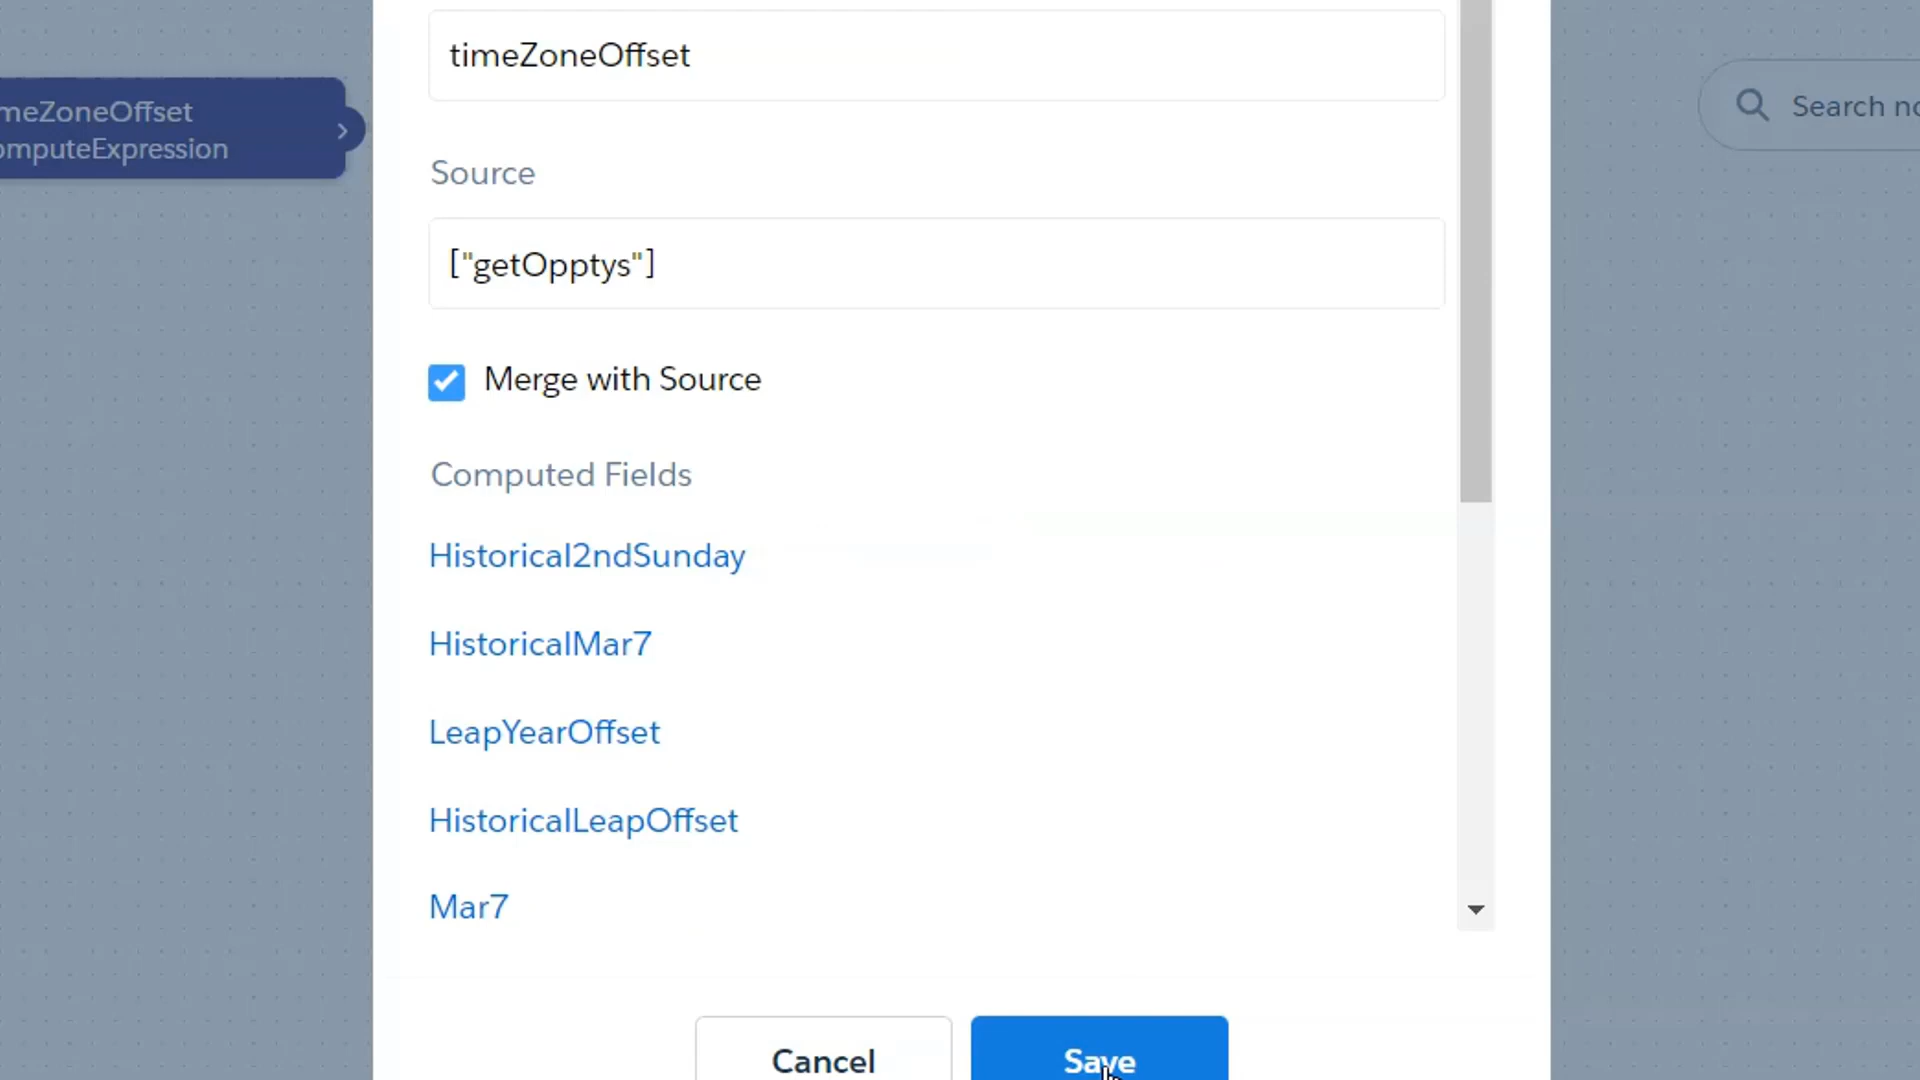 timeZoneOffset
meZoneOffset
omputeExpression
Search no
Source
["getOpptys"]
Merge with Source
Computed Fields
Historical2ndSunday
HistoricalMar7
LeapYearOffset
HistoricalLeapOffset
Mar7
Cancel
Save